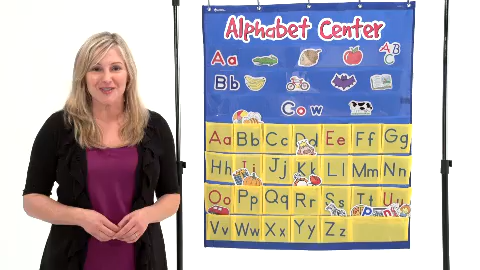 Alphabet Center
Aa
ABC
Bb
Cow
Aa Bb Cc Dd Ee Ff Gg
Hh Ii Jj Kk Ll Mm Nn
Oo Pp Qq Rr Ss Tt Uu
Vv Ww Xx Yy Zz